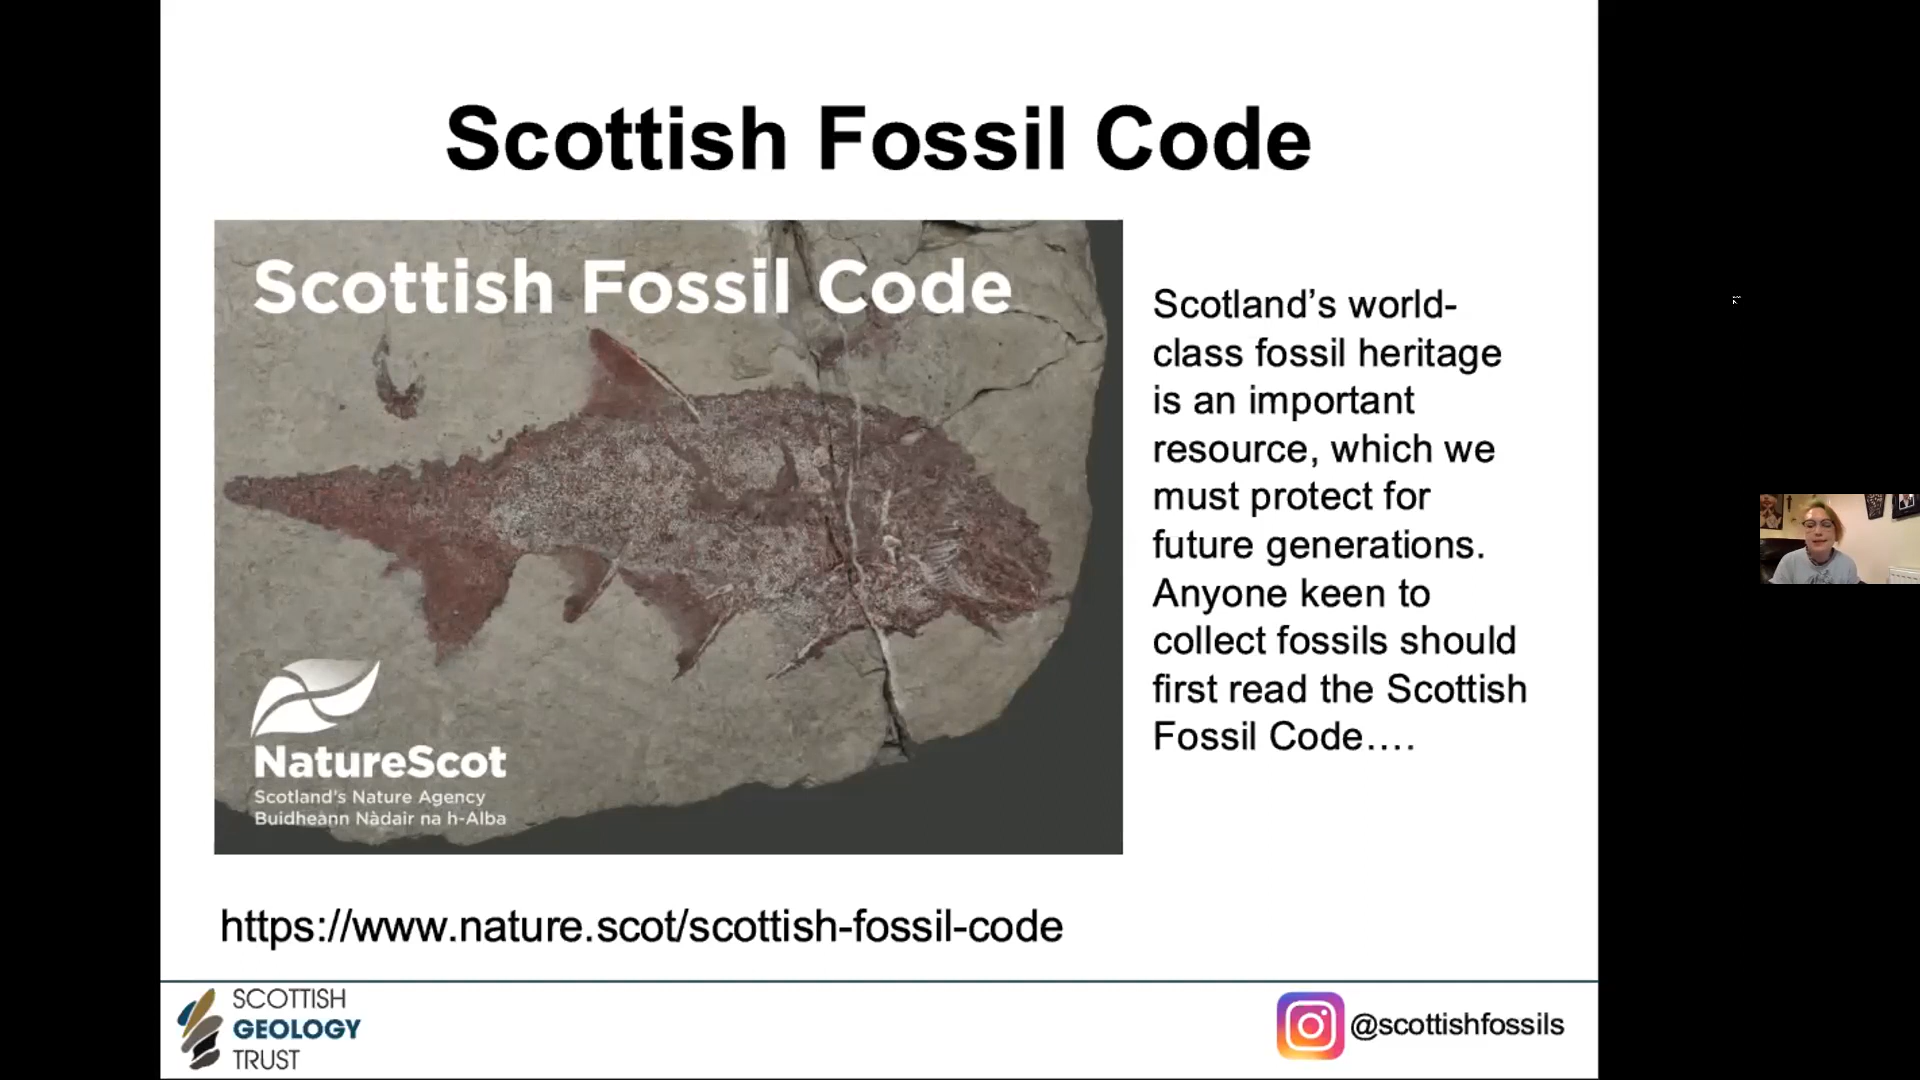 Scottish Fossil Code
Scottish Fossil Code
NatureScot
Scotland's Nature Agency
Buidheann Nàdair na h-Alba
Scotland’s world-
class fossil heritage
is an important
resource, which we
must protect for
future generations.
Anyone keen to
collect fossils should
first read the Scottish
Fossil Code….
https://www.nature.scot/scottish-fossil-code
SCOTTISH
GEOLOGY
TRUST
@scottishfossils